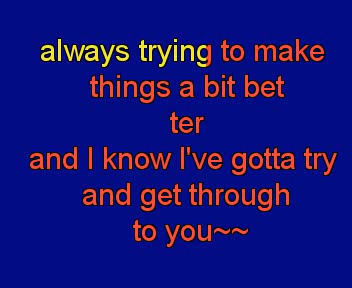 always trying to make
things a bit bet
ter
and I know I've gotta try
and get through
to you~~